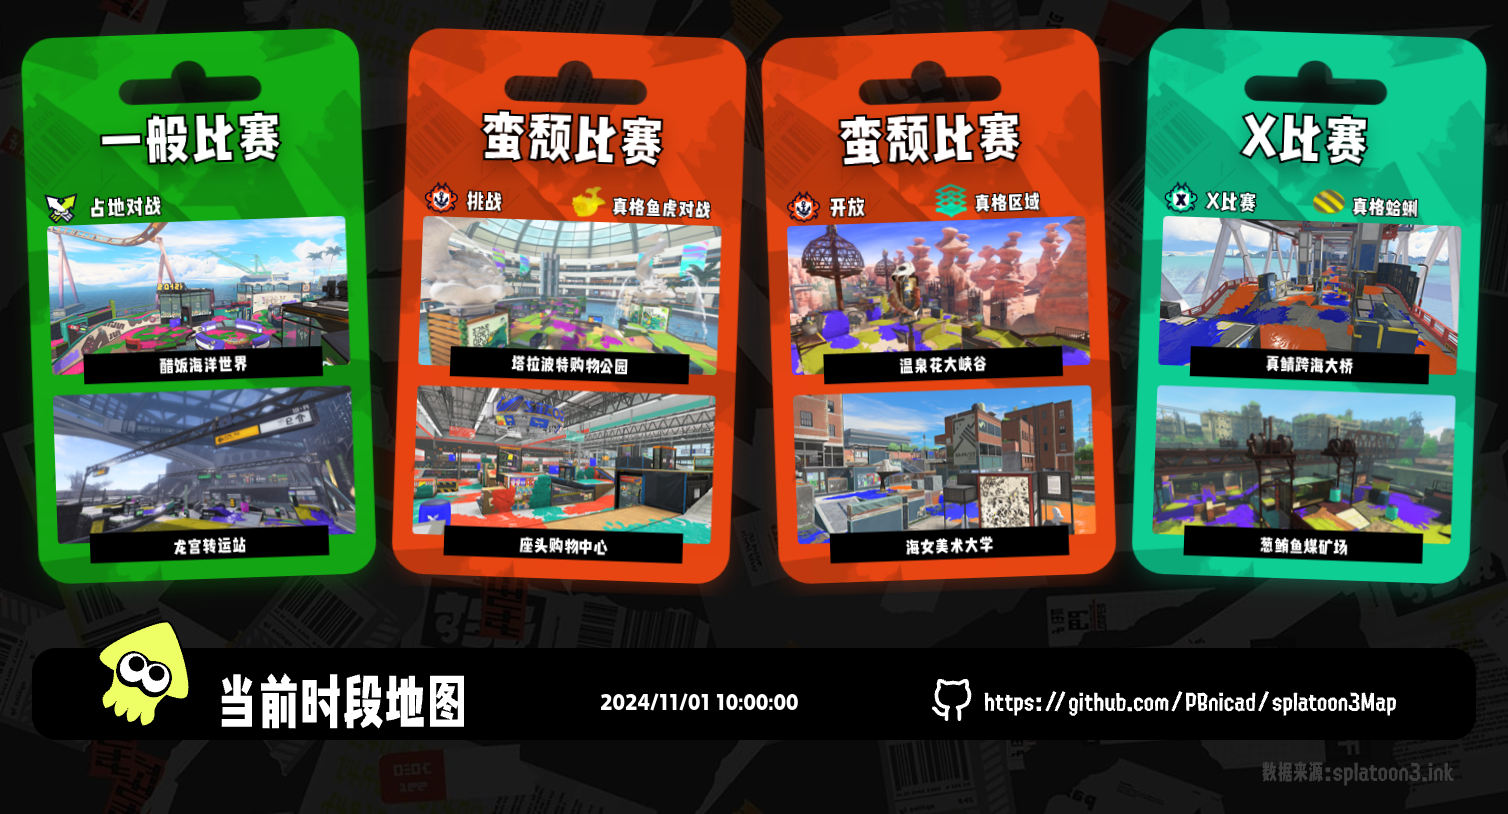 一般比赛
占地对战
醋饭海洋世界
龙宫转运站
蛮颓比赛
挑战
真格鱼虎对战
塔拉波特购物公园
座头购物中心
蛮颓比赛
开放
真格区域
温泉花大峡谷
海女美术大学
X比赛
X比赛
真格蛤蜊
真鲭跨海大桥
葱鲔鱼煤矿场
当前时段地图
2024/11/01 10:00:00
https://github.com/PBnicad/splatoon3Map
数据来源:splatoon3.ink